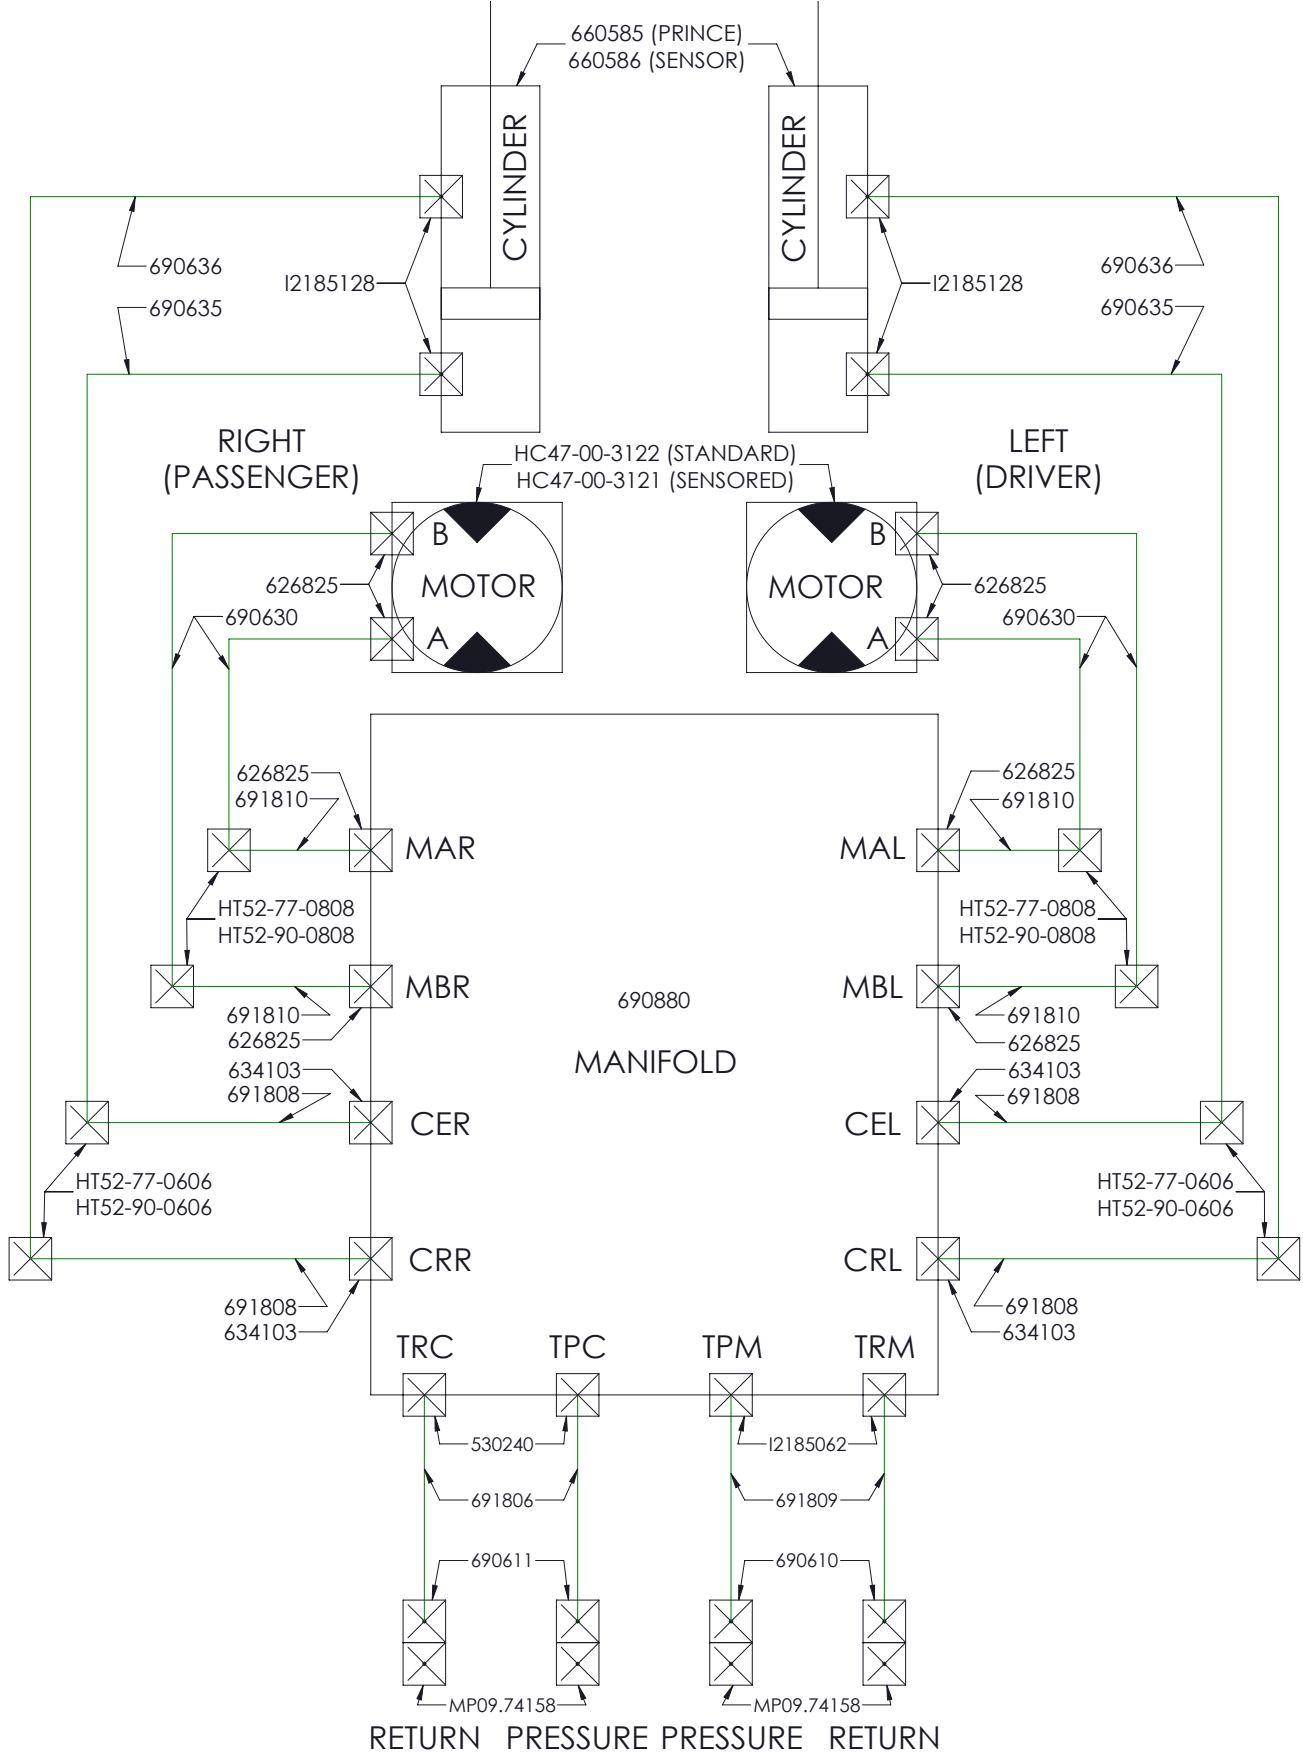 660585 (PRINCE)
660586 (SENSOR)
CYLINDER
CYLINDER
690636
I2185128
690635
I2185128
690636
690635
RIGHT
(PASSENGER)
LEFT
(DRIVER)
HC47-00-3122 (STANDARD)
HC47-00-3121 (SENSORED)
B
MOTOR
A
B
MOTOR
A
626825
690630
626825
690630
626825
691810
MAR
MAL
626825
691810
HT52-77-0808
HT52-90-0808
HT52-77-0808
HT52-90-0808
MBR
690880
MBL
691810
626825
691810
626825
MANIFOLD
634103
691808
CER
CEL
634103
691808
HT52-77-0606
HT52-90-0606
HT52-77-0606
HT52-90-0606
CRR
CRL
691808
634103
691808
634103
TRC
TPC
TPM
TRM
530240
I2185062
691806
691809
690611
690610
MP09.74158
MP09.74158
RETURN PRESSURE PRESSURE RETURN